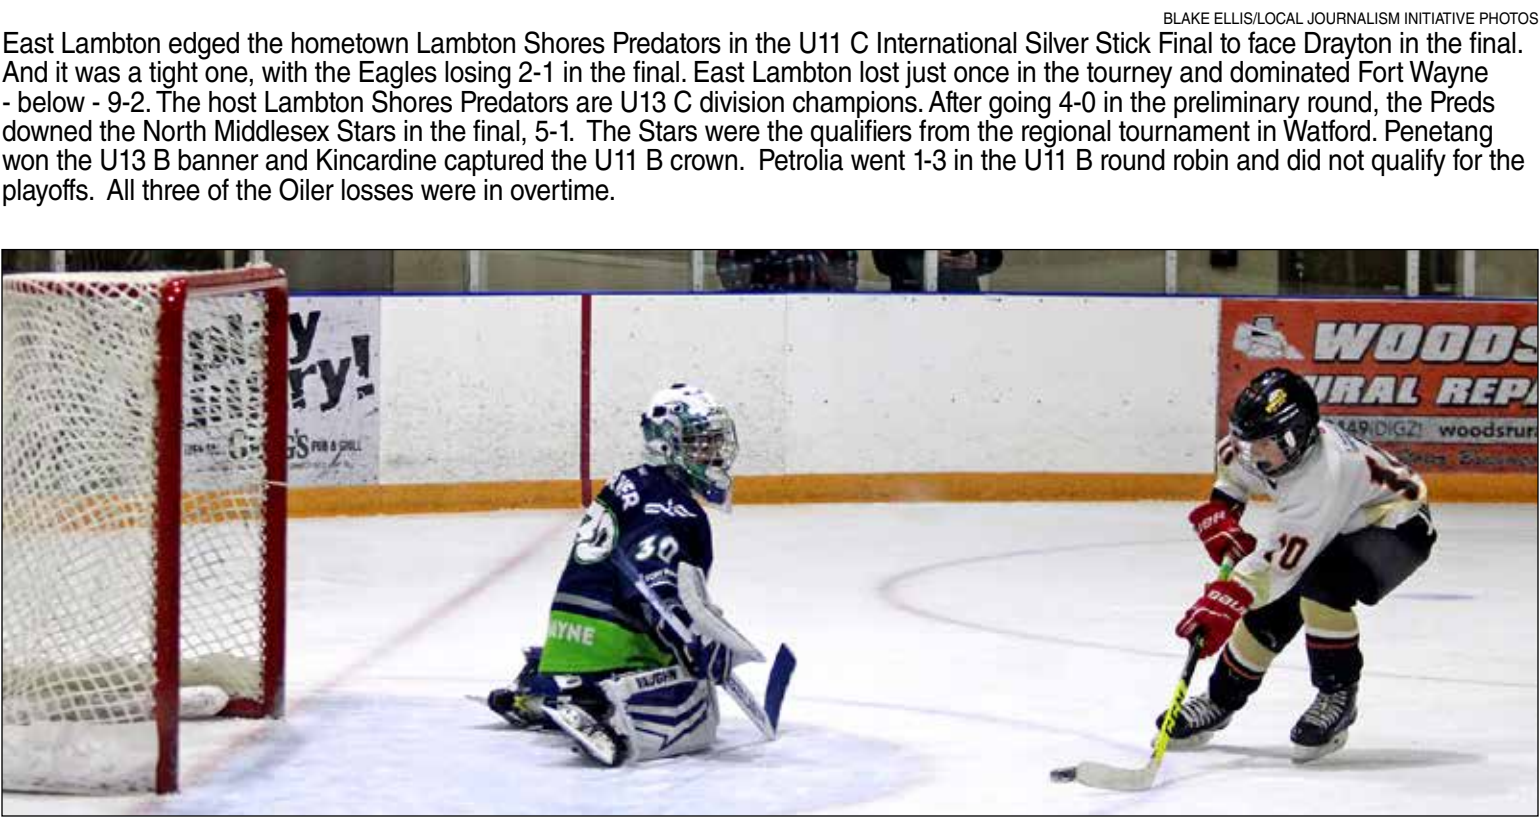 BLAKE ELLIS/LOCAL JOURNALISM INITIATIVE PHOTOS
East Lambton edged the hometown Lambton Shores Predators in the U11 C International Silver Stick Final to face Drayton in the final.
And it was a tight one, with the Eagles losing 2-1 in the final. East Lambton lost just once in the tourney and dominated Fort Wayne
- below - 9-2. The host Lambton Shores Predators are U13 C division champions. After going 4-0 in the preliminary round, the Preds
downed the North Middlesex Stars in the final, 5-1. The Stars were the qualifiers from the regional tournament in Watford. Penetang
won the U13 B banner and Kincardine captured the U11 B crown. Petrolia went 1-3 in the U11 B round robin and did not qualify for the
playoffs. All three of the Oiler losses were in overtime.
WOODS
URAL REPA
woodsrur
PUB & GRILL
30
AYNE
VAUGHN
10